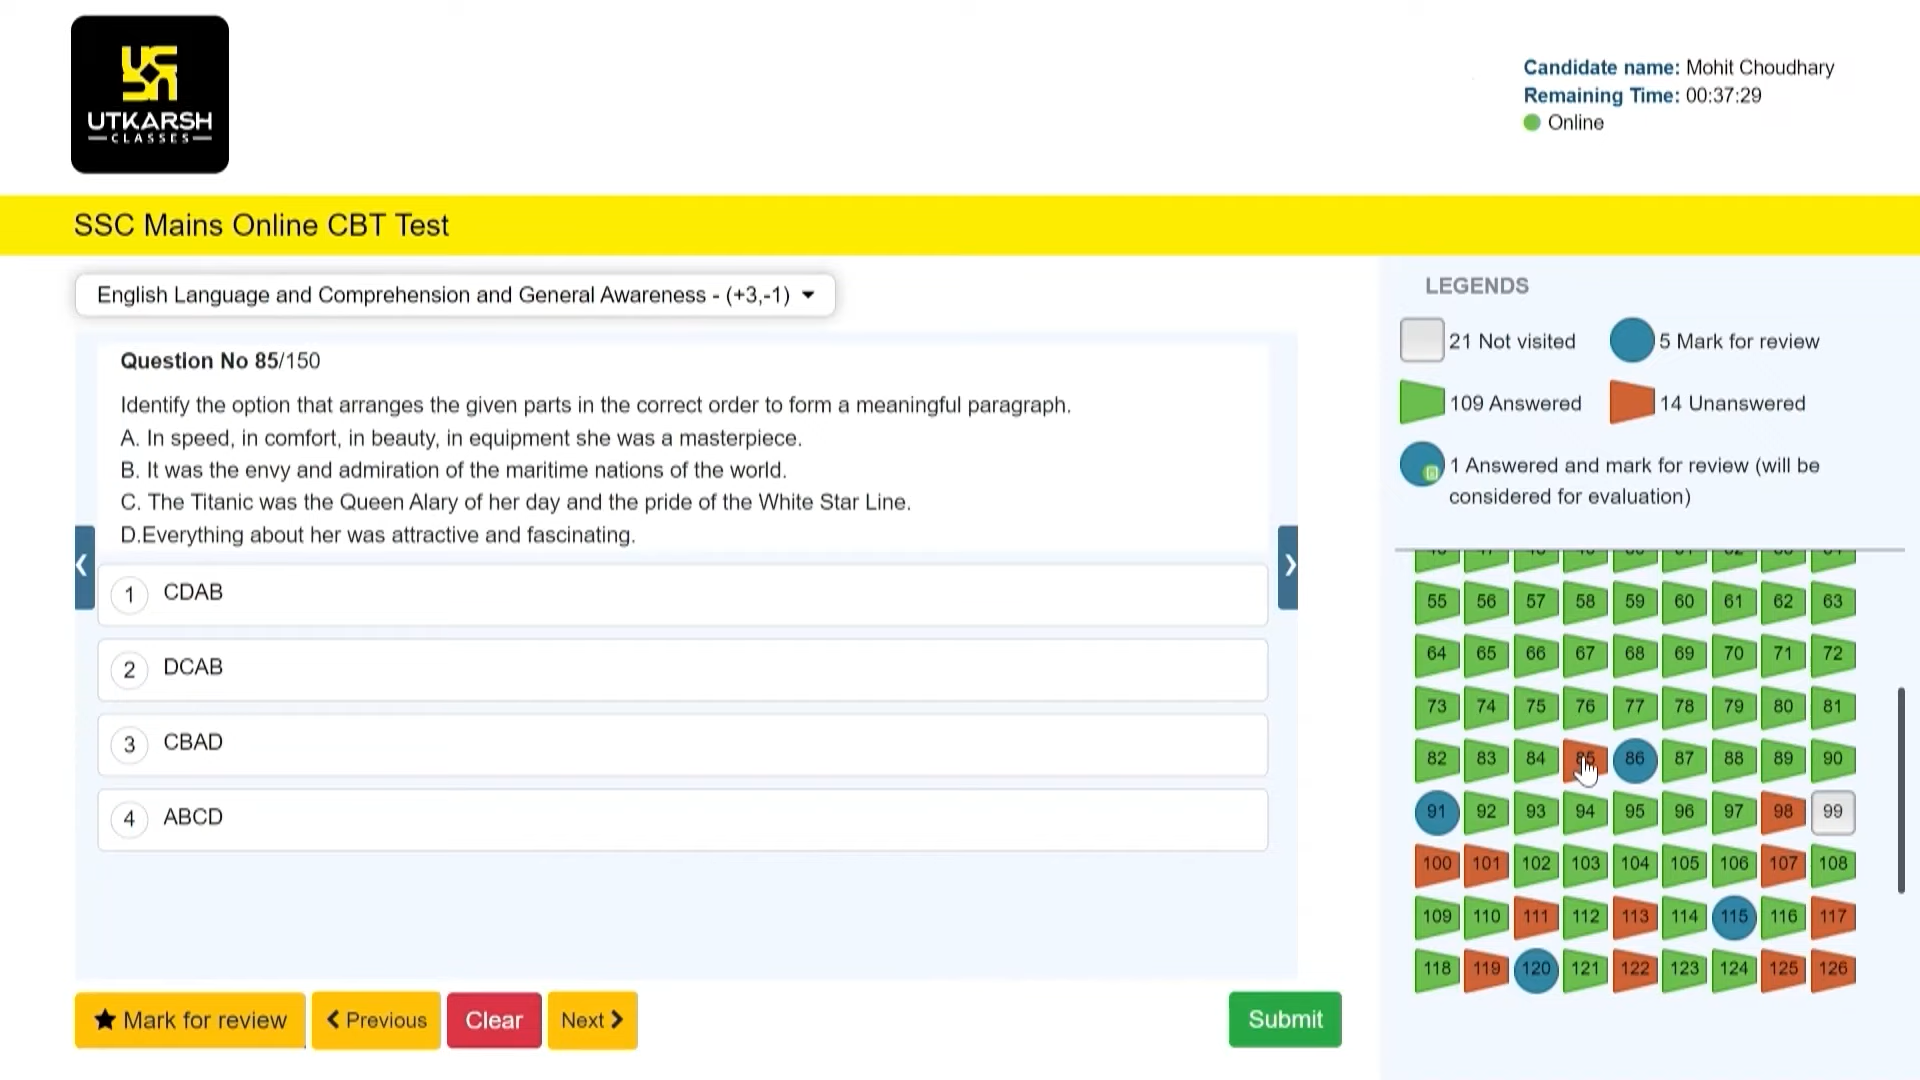 UTKARSH
CLASSES
Candidate name: Mohit Choudhary
Remaining Time: 00:37:29
Online
SSC Mains Online CBT Test
English Language and Comprehension and General Awareness - (+3,-1)
Question No 85/150
Identify the option that arranges the given parts in the correct order to form a meaningful paragraph.
A. In speed, in comfort, in beauty, in equipment she was a masterpiece.
B. It was the envy and admiration of the maritime nations of the world.
C. The Titanic was the Queen Alary of her day and the pride of the White Star Line.
D.Everything about her was attractive and fascinating.
1 CDAB
2 DCAB
3 CBAD
4 ABCD
Mark for review
Previous
Clear
Next
Submit
LEGENDS
21 Not visited
5 Mark for review
109 Answered
14 Unanswered
1 Answered and mark for review (will be
considered for evaluation)
55 56 57 58 59 60 61 62 63
64 65 66 67 68 69 70 71 72
73 74 75 76 77 78 79 80 81
82 83 84 85 86 87 88 89 90
91 92 93 94 95 96 97 98 99
100 101 102 103 104 105 106 107 108
109 110 111 112 113 114 115 116 117
118 119 120 121 122 123 124 125 126